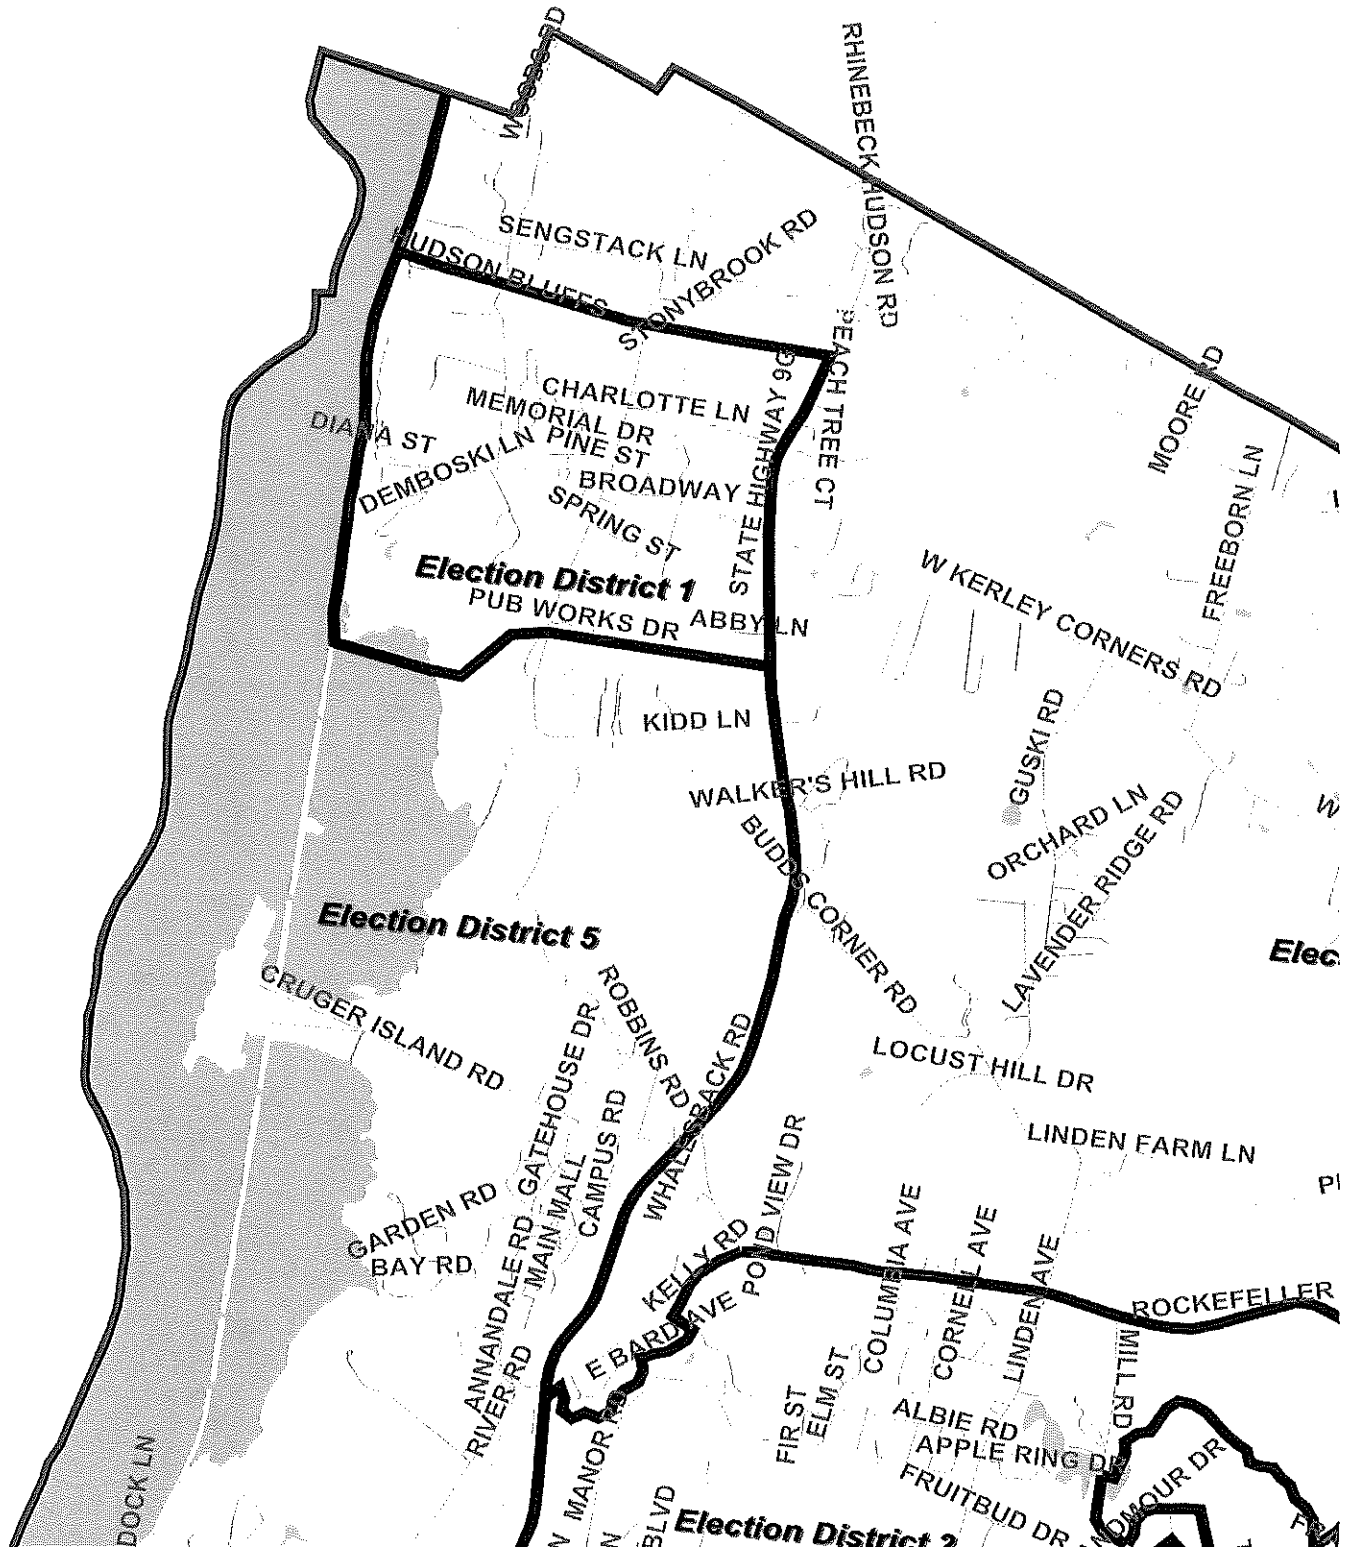 WOODS RD
RHINEBECK HUDSON RD
SENGSTACK LN
STONYBROOK RD
HUDSON BLUFFS
PEACH TREE CT
STATE HIGHWAY 9G
MOORE RD
CHARLOTTE LN
MEMORIAL DR
DIANA ST
PINE ST
DEMBOSKI LN
BROADWAY
SPRING ST
FREEBORN LN
Election District 1
W KERLEY CORNERS RD
PUB WORKS DR
ABBY LN
KIDD LN
GUSKI RD
WALKER'S HILL RD
ORCHARD LN
W
BUDDS CORNER RD
LAVENDER RIDGE RD
Election District 5
Elec
CRUGER ISLAND RD
ROBBINS RD
GATEHOUSE DR
WHALESBACK RD
LOCUST HILL DR
CAMPUS RD
LINDEN FARM LN
POND VIEW DR
MAIN MALL
GARDEN RD
BAY RD
COLUMBIA AVE
CORNELL AVE
LINDEN AVE
KELLY RD
ANNANDALE RD
ROCKEFELLER
E BARD AVE
MILL RD
RIVER RD
FIR ST
ELM ST
ALBIE RD
APPLE RING DR
MANOR RD
DOCK LN
FRUITBUD DR
BLVD
Election District 2